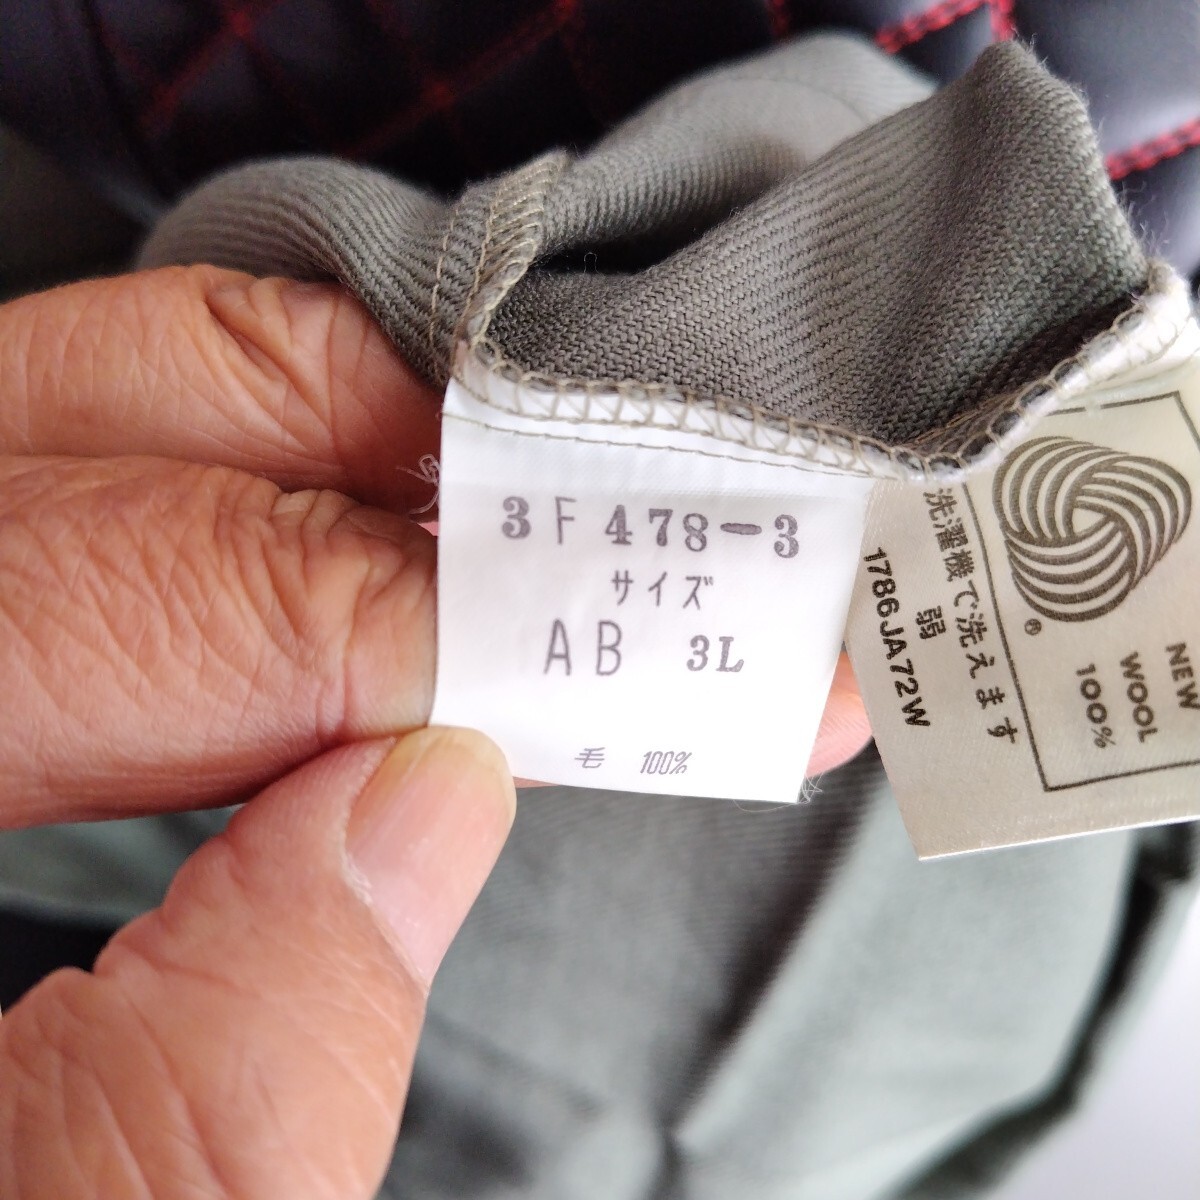 3F478-3
サイズ
AB 3L
毛 100%
洗濯機で洗えます
弱
1786JA72W
®
NEW
WOOL
100%